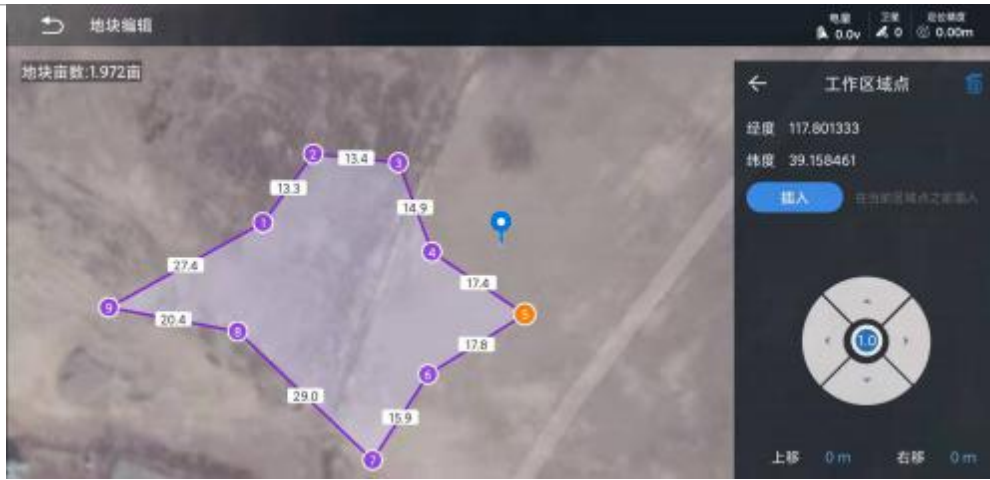 地块编辑
电量 卫星 定位精度
0.0v 0 0.00m
地块亩数:1.972亩
工作区域点
经度 117.801333
纬度 39.158461
插入 在当前区域点之前插入
2
13.4
3
13.3
14.9
1
4
27.4
17.4
9
5
20.4
8
17.8
6
29.0
15.9
7
1.0
上移 0 m 右移 0 m